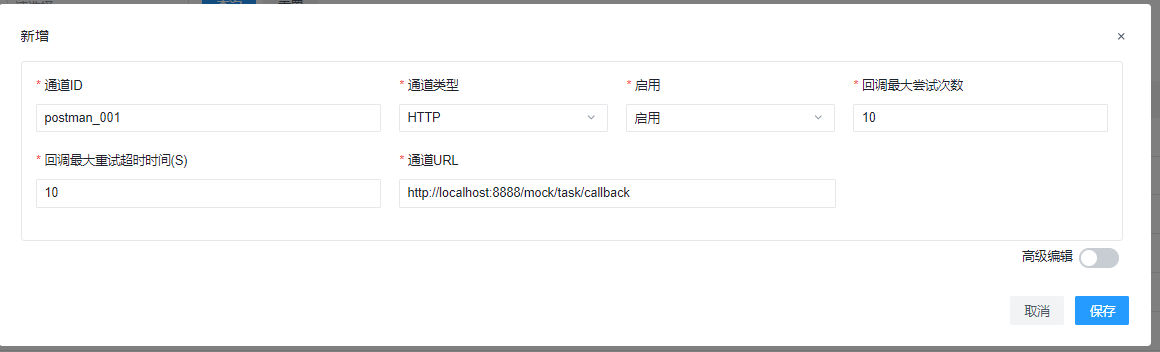 新增
×
* 通道ID
* 通道类型
* 启用
* 回调最大尝试次数
postman_001
HTTP
启用
10
* 回调最大重试超时时间(S)
* 通道URL
10
http://localhost:8888/mock/task/callback
高级编辑
取消
保存